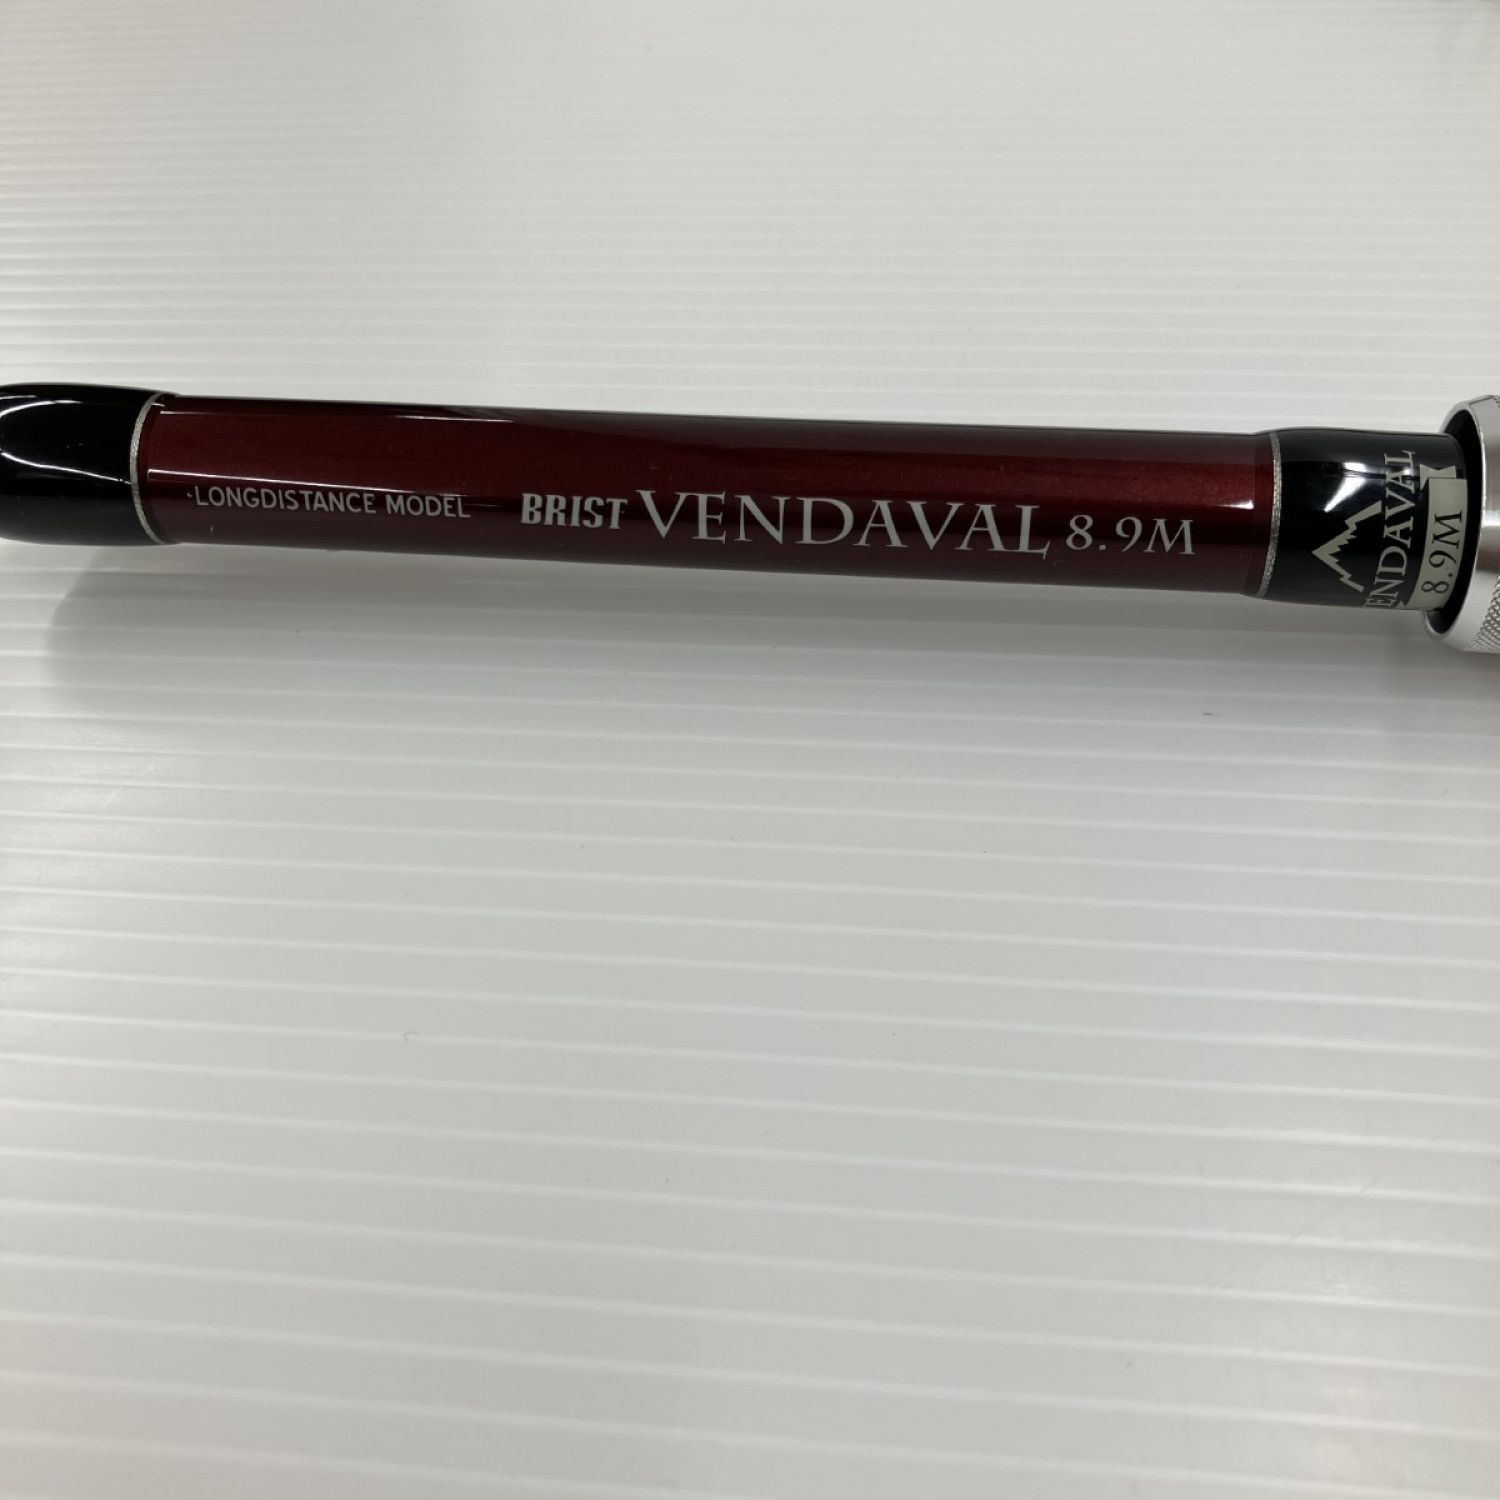 LONGDISTANCE MODEL BRIST VENDAVAL 8.9M
VENDAVAL
8.9M